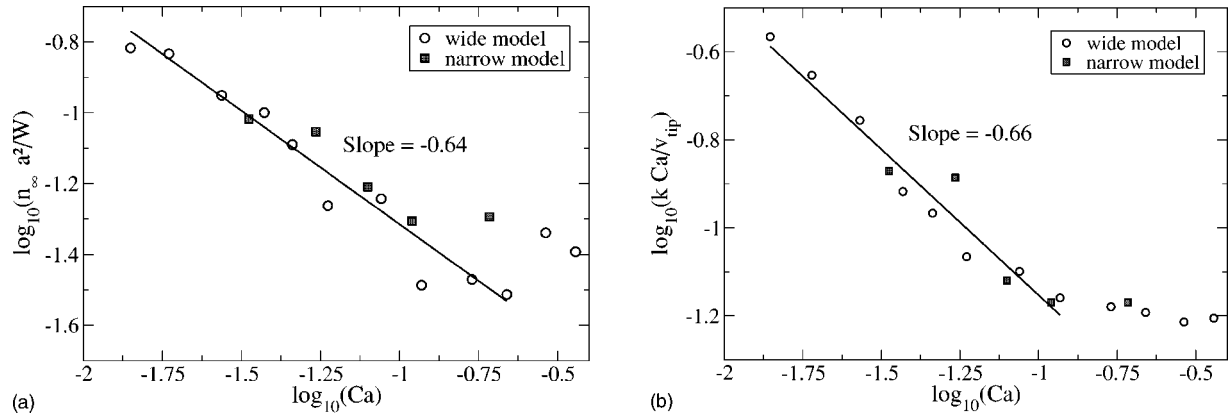 wide model
narrow model
Slope = -0.64
log₁₀(n∞ a²/W)
-0.8
-1
-1.2
-1.4
-1.6
-2
-1.75
-1.5
-1.25
-1
-0.75
-0.5
log₁₀(Ca)
(a)
wide model
narrow model
Slope = -0.66
log₁₀(k Ca/v_tip)
-0.6
-0.8
-1
-1.2
-2
-1.75
-1.5
-1.25
-1
-0.75
-0.5
log₁₀(Ca)
(b)